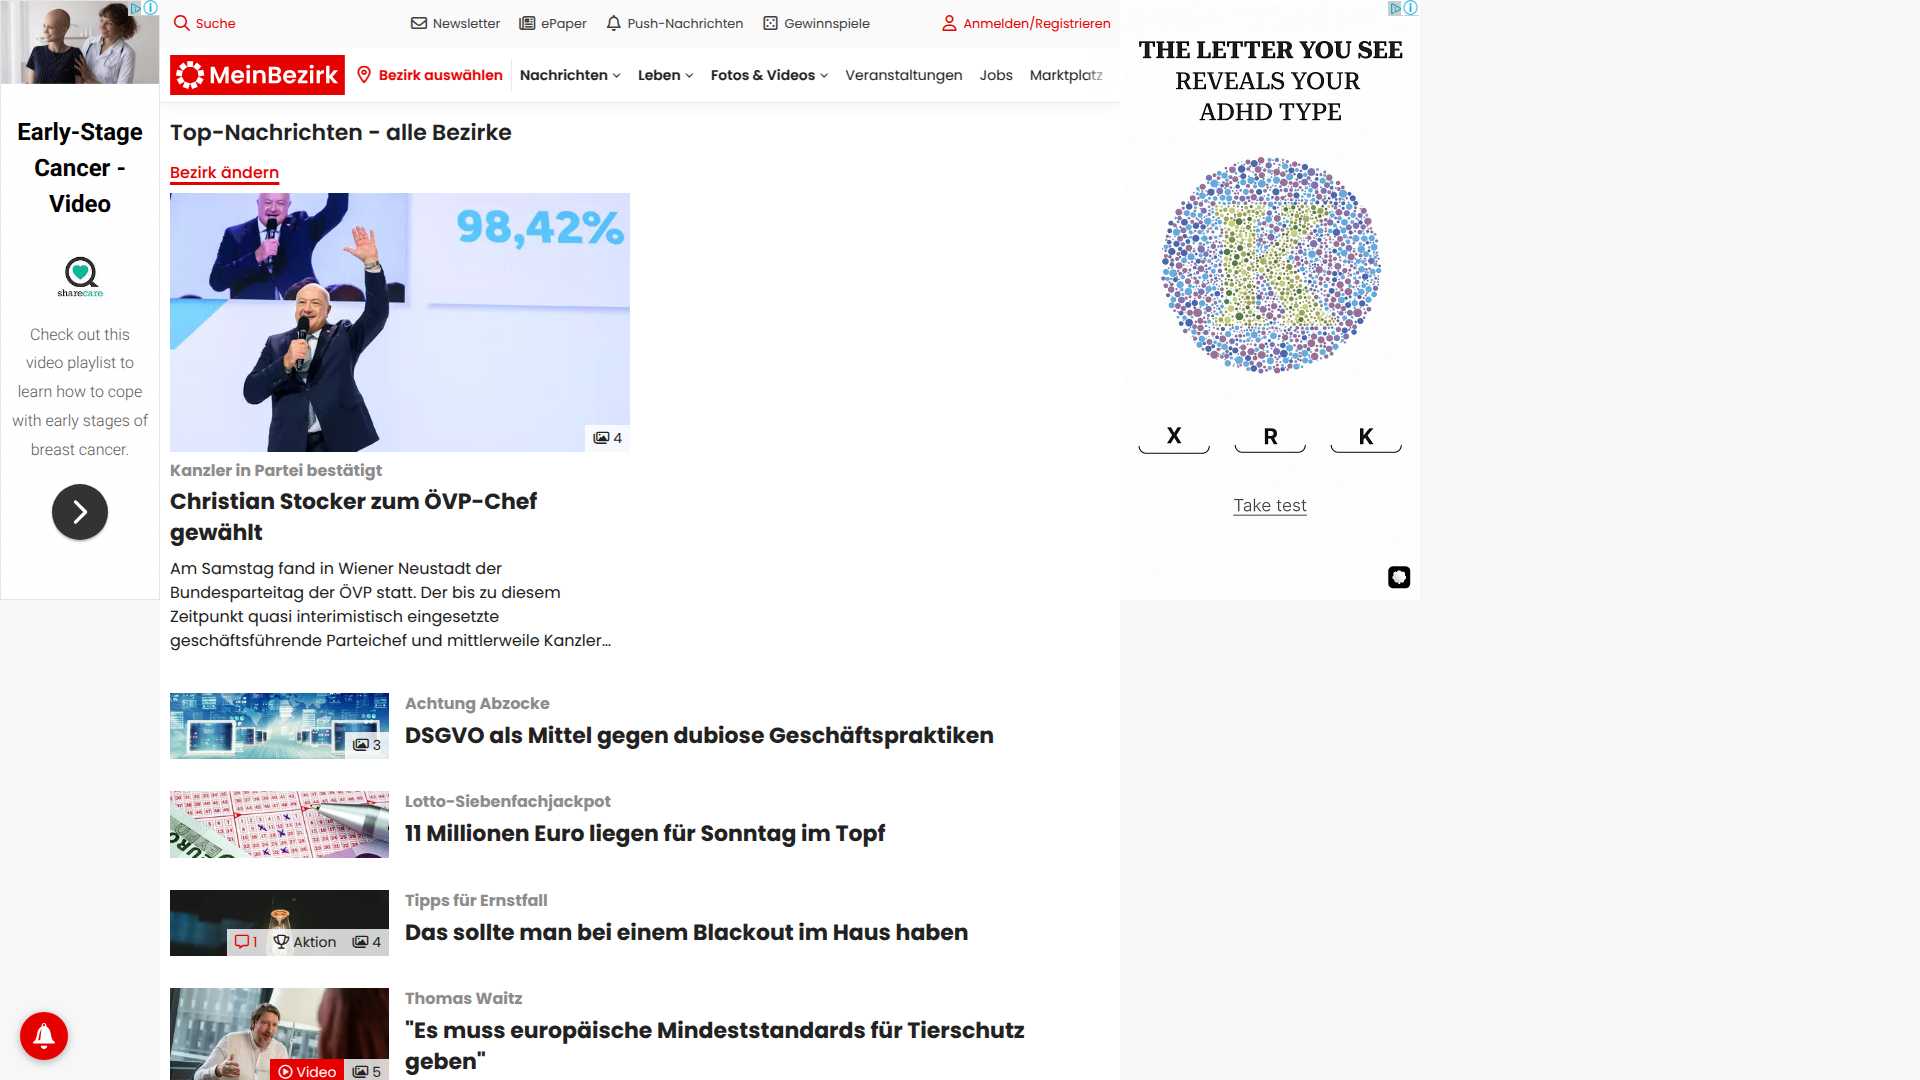 Suche
Newsletter
ePaper
Push-Nachrichten
Gewinnspiele
Anmelden/Registrieren
MeinBezirk
Bezirk auswählen
Nachrichten
Leben
Fotos & Videos
Veranstaltungen
Jobs
Marktplatz
Early-Stage
Cancer -
Video
sharecare
Check out this
video playlist to
learn how to cope
with early stages of
breast cancer.
Top-Nachrichten - alle Bezirke
Bezirk ändern
98,42%
4
Kanzler in Partei bestätigt
Christian Stocker zum ÖVP-Chef
gewählt
Am Samstag fand in Wiener Neustadt der
Bundesparteitag der ÖVP statt. Der bis zu diesem
Zeitpunkt quasi interimistisch eingesetzte
geschäftsführende Parteichef und mittlerweile Kanzler...
3
Achtung Abzocke
DSGVO als Mittel gegen dubiose Geschäftspraktiken
EURO
Lotto-Siebenfachjackpot
11 Millionen Euro liegen für Sonntag im Topf
1
Aktion
4
Tipps für Ernstfall
Das sollte man bei einem Blackout im Haus haben
Video
5
Thomas Waitz
"Es muss europäische Mindeststandards für Tierschutz
geben"
THE LETTER YOU SEE
REVEALS YOUR
ADHD TYPE
K
X R K
Take test